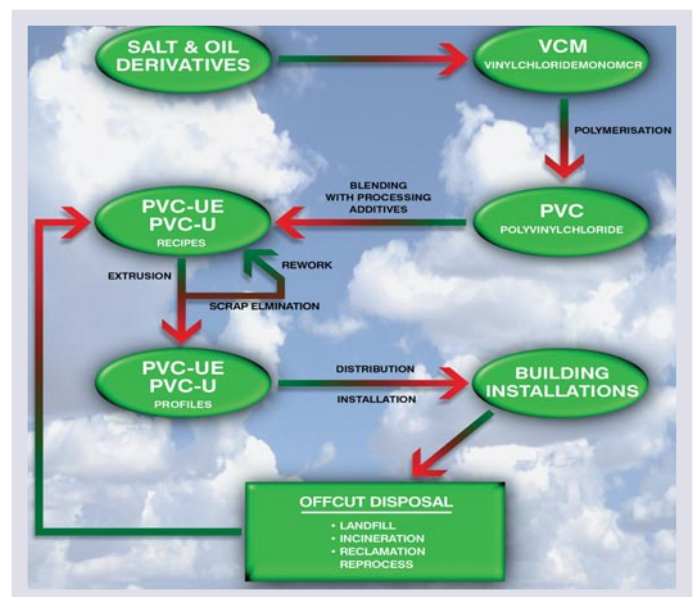 SALT & OIL
DERIVATIVES
VCM
VINYLCHLORIDEMONOMCR
POLYMERISATION
BLENDING
WITH PROCESSING
ADDITIVES
PVC-UE
PVC-U
RECIPES
PVC
POLYVINYLCHLORIDE
REWORK
EXTRUSION
SCRAP ELMINATION
PVC-UE
PVC-U
PROFILES
DISTRIBUTION
INSTALLATION
BUILDING
INSTALLATIONS
OFFCUT DISPOSAL
• LANDFILL
• INCINERATION
• RECLAMATION
REPROCESS